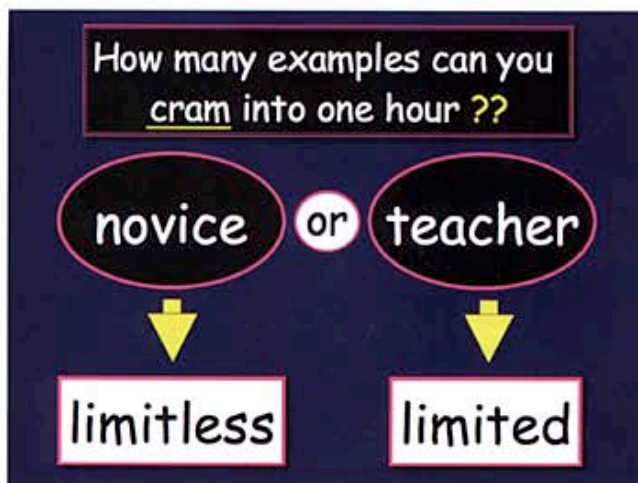 How many examples can you
cram into one hour ??
novice or teacher
limitless limited